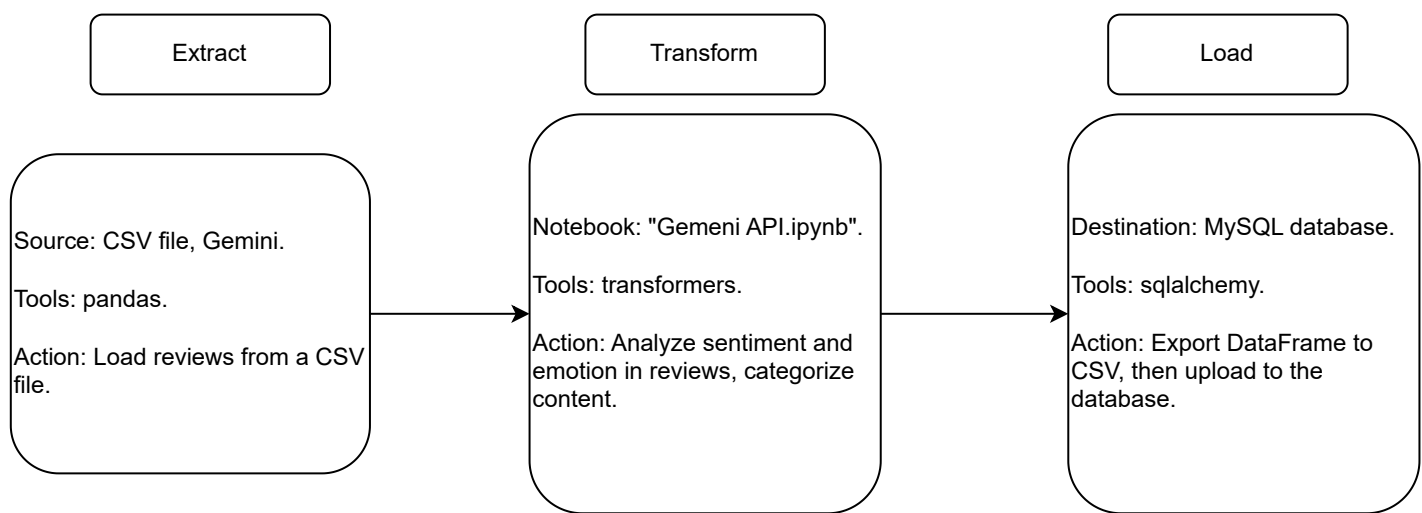 Extract
Transform
Load
Source: CSV file, Gemini.
Tools: pandas.
Action: Load reviews from a CSV
file.
Notebook: "Gemeni API.ipynb".
Tools: transformers.
Action: Analyze sentiment and
emotion in reviews, categorize
content.
Destination: MySQL database.
Tools: sqlalchemy.
Action: Export DataFrame to
CSV, then upload to the
database.